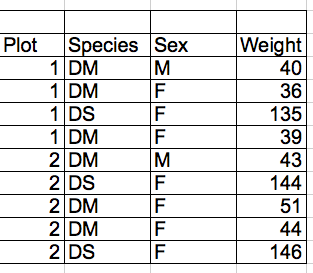 Plot Species Sex Weight
1 DM M 40
1 DM F 36
1 DS F 135
1 DM F 39
2 DM M 43
2 DS F 144
2 DM F 51
2 DM F 44
2 DS F 146